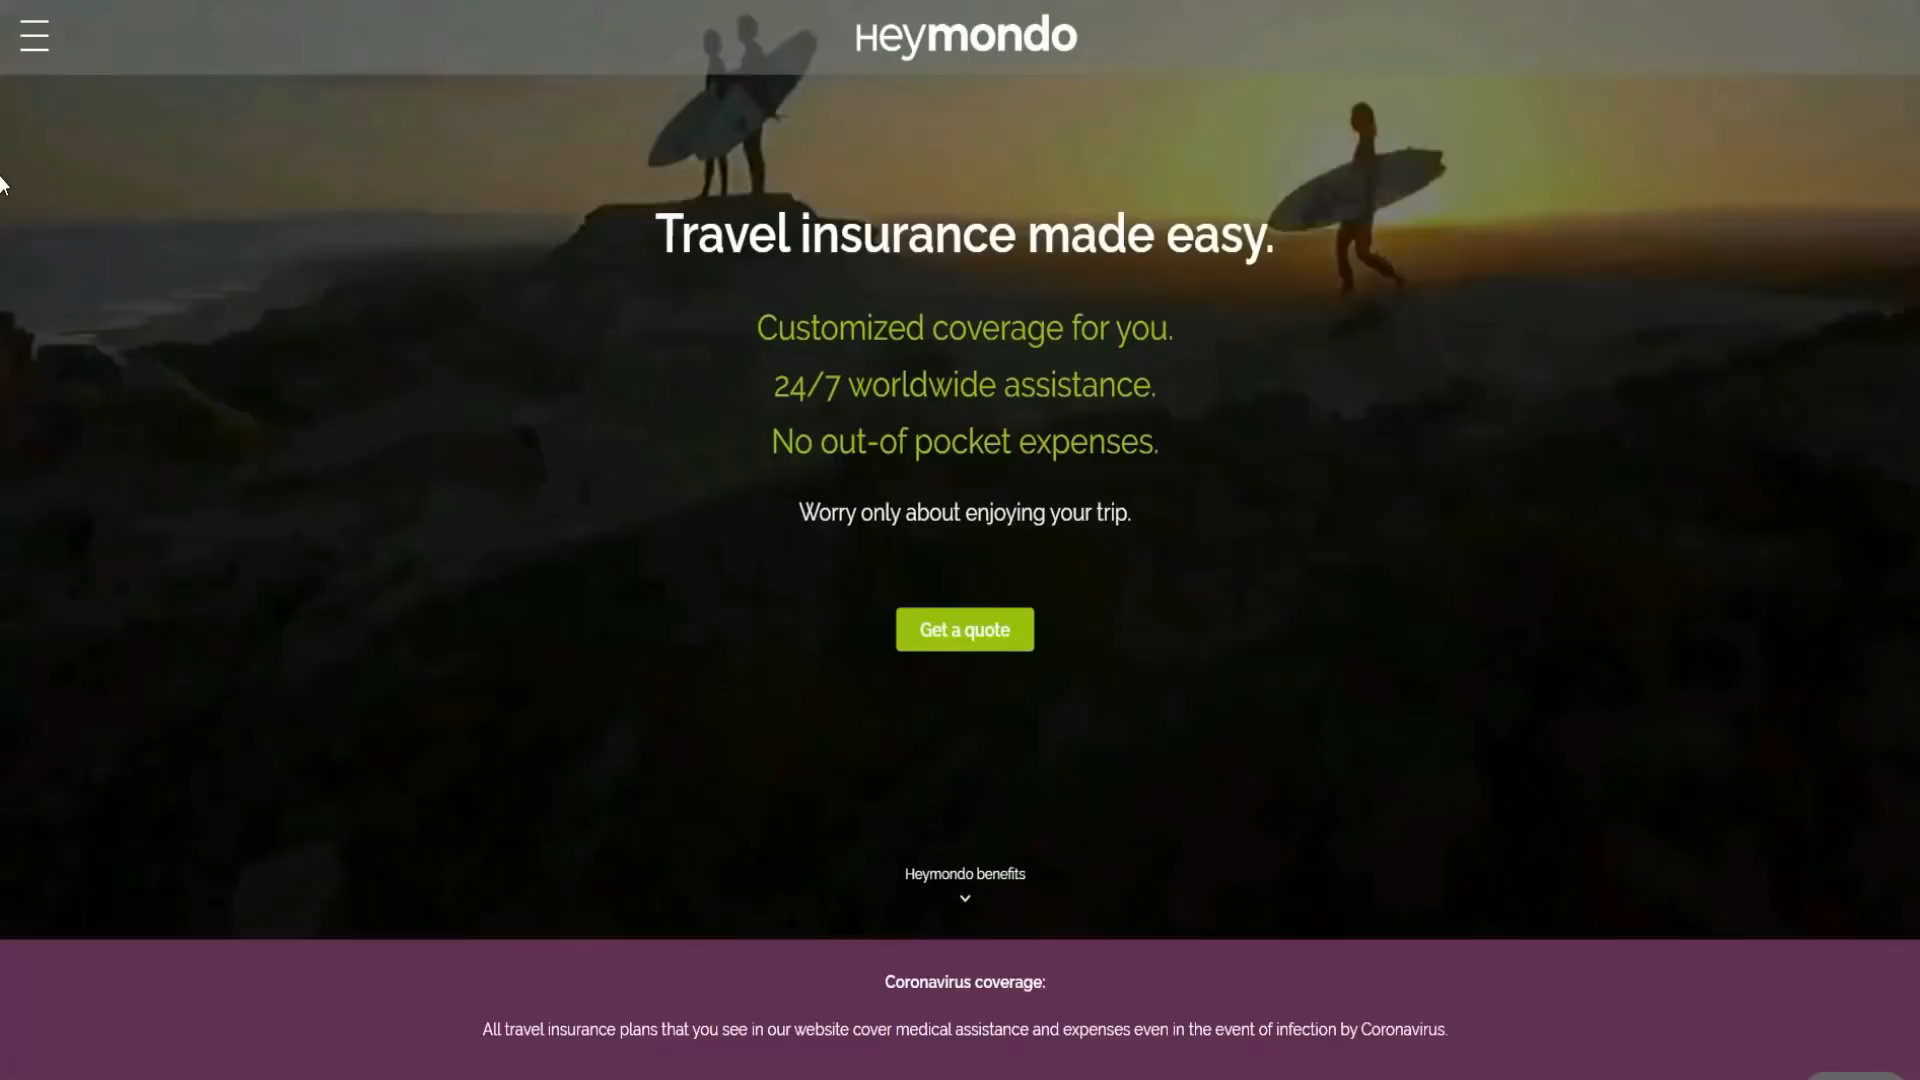 Heymondo
Travel insurance made easy.
Customized coverage for you.
24/7 worldwide assistance.
No out-of pocket expenses.
Worry only about enjoying your trip.
Get a quote
Heymondo benefits
Coronavirus coverage:
All travel insurance plans that you see in our website cover medical assistance and expenses even in the event of infection by Coronavirus.